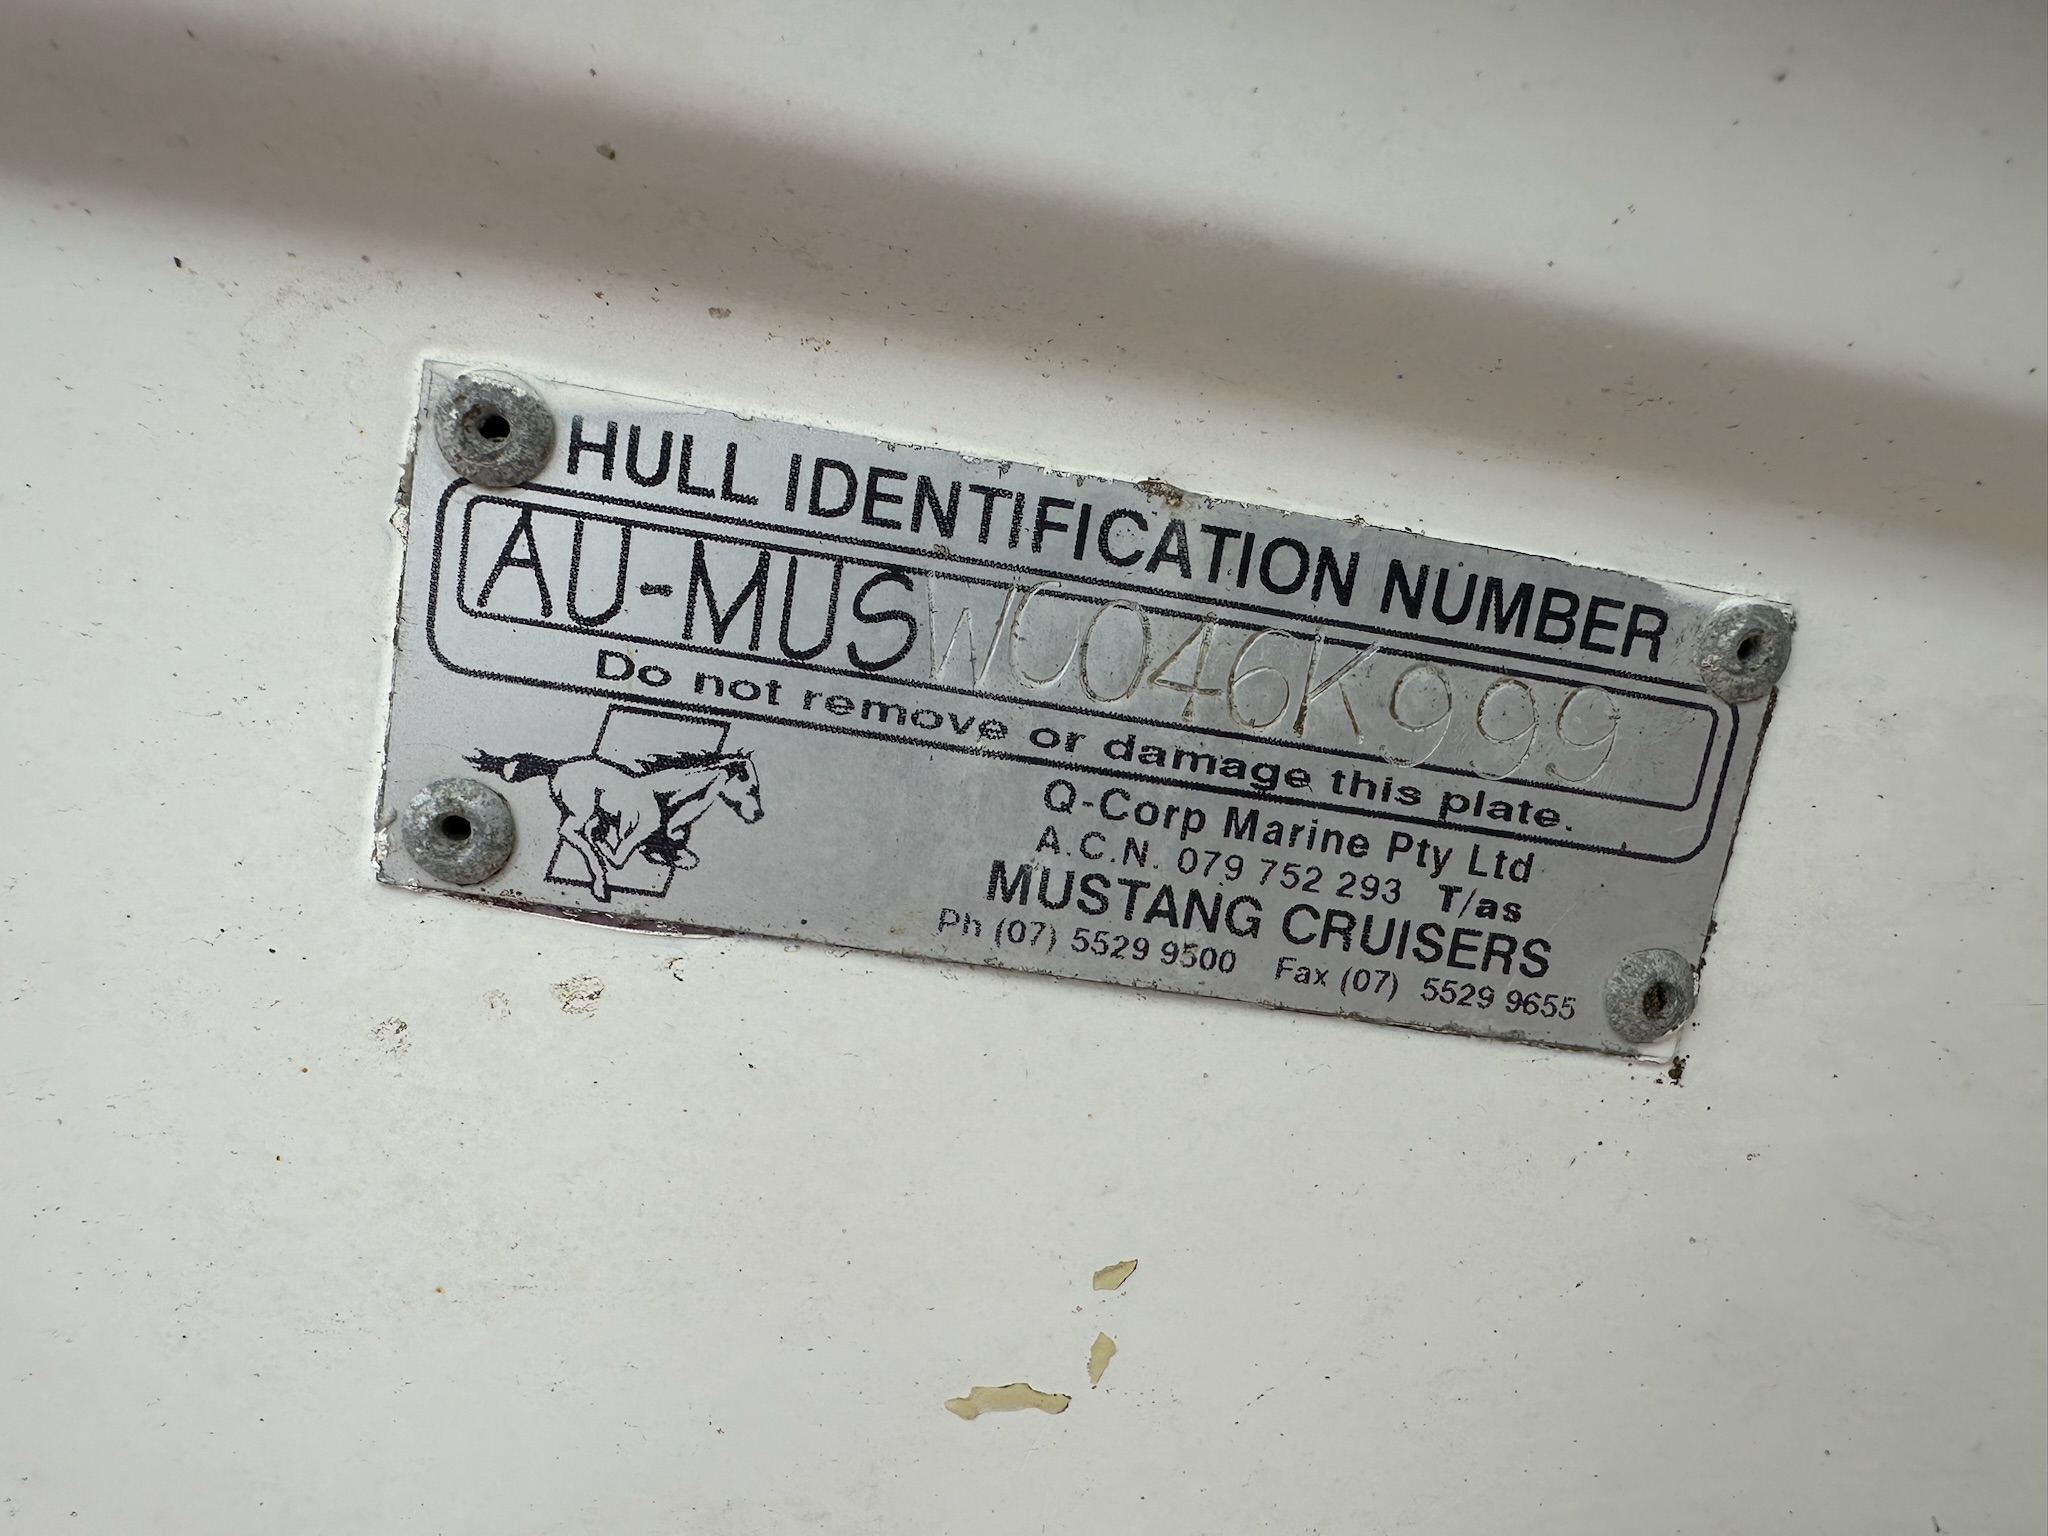 HULL IDENTIFICATION NUMBER
AU-MUSW0046K999
Do not remove or damage this plate.
Q-Corp Marine Pty Ltd
A.C.N. 079 752 293 T/as
MUSTANG CRUISERS
Ph (07) 5529 9500 Fax (07) 5529 9655